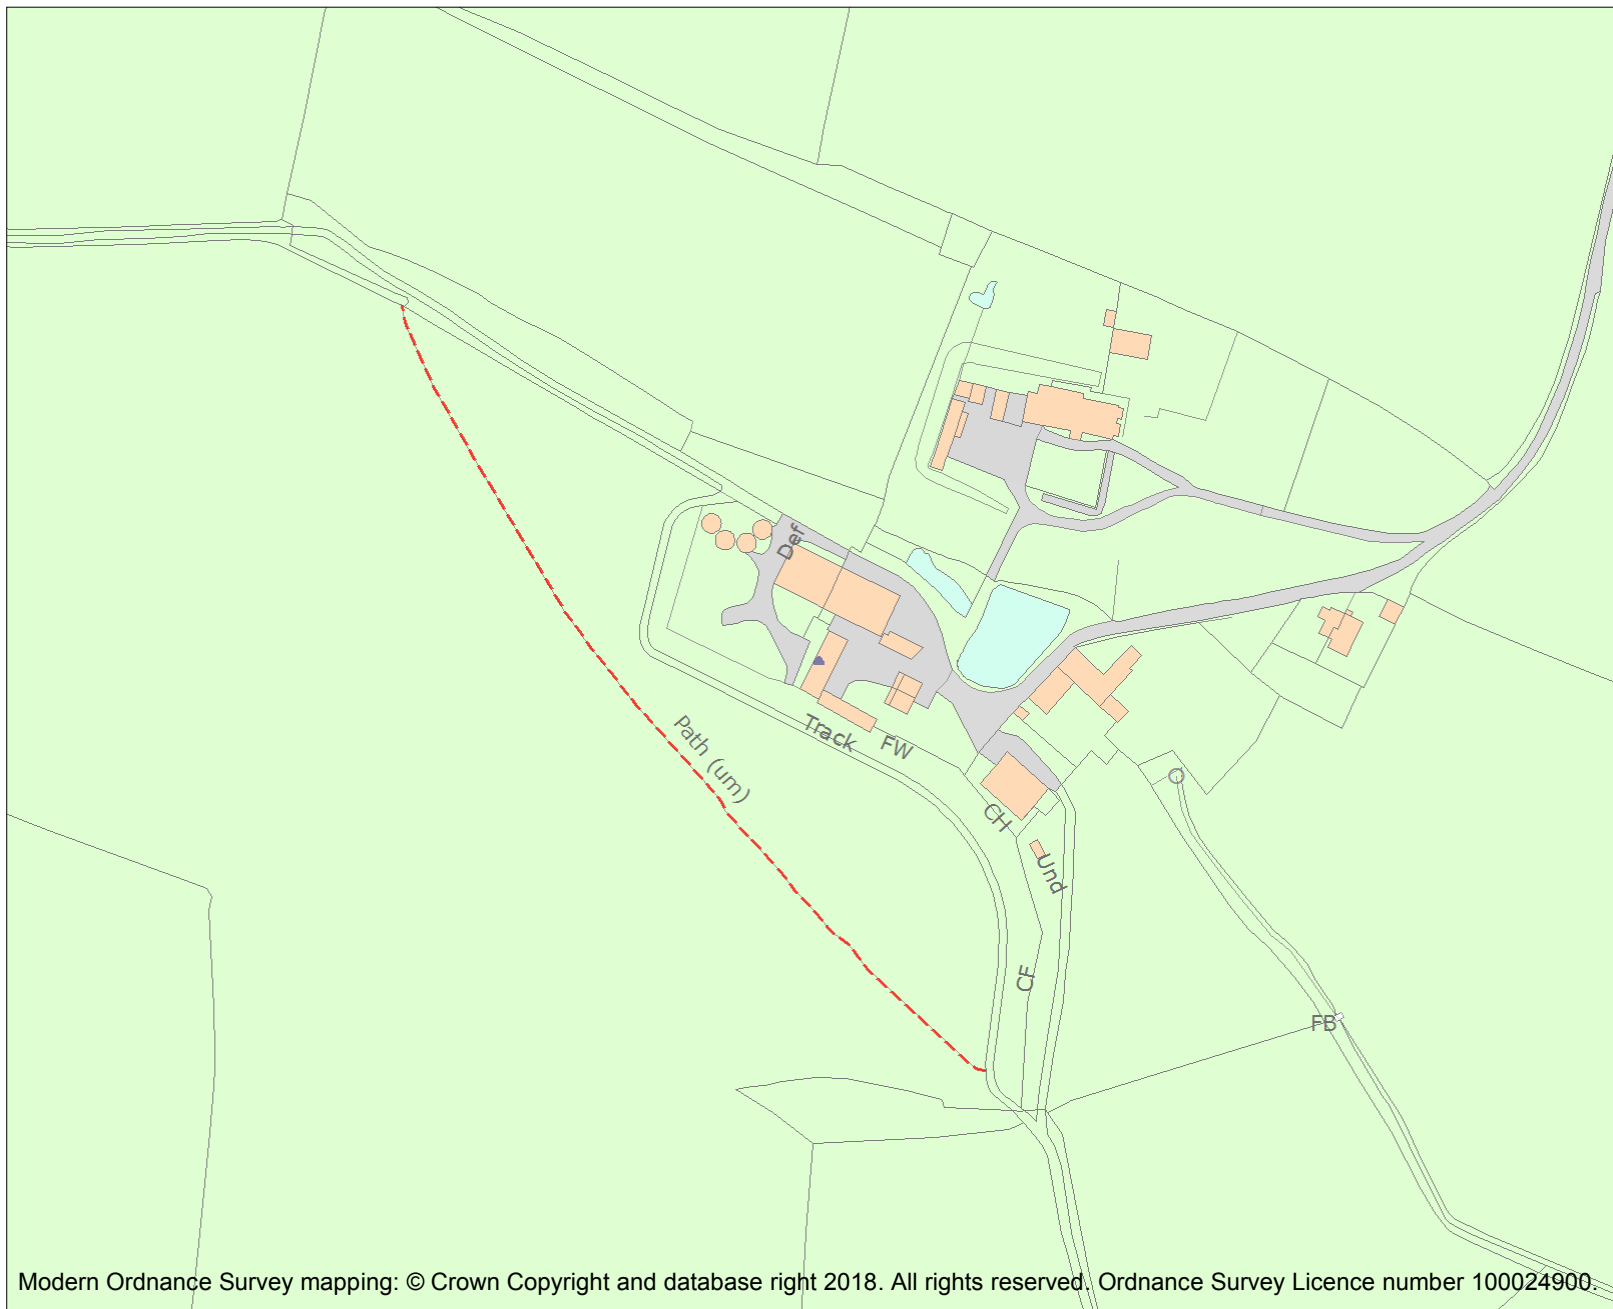 Def
Path (um)
Track
FW
CH
Und
CF
FB
Modern Ordnance Survey mapping: © Crown Copyright and database right 2018. All rights reserved. Ordnance Survey Licence number 100024900.